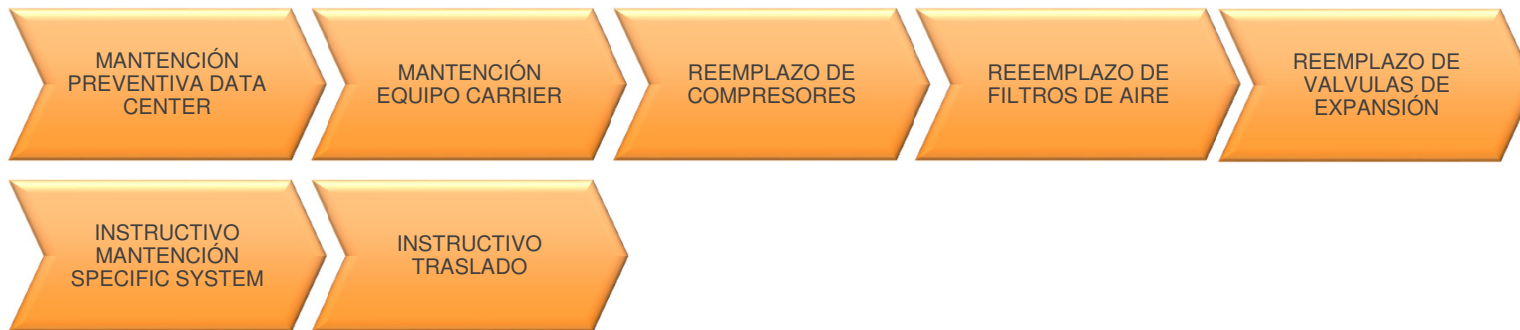 MANTENCIÓN
PREVENTIVA DATA
CENTER
MANTENCIÓN
EQUIPO CARRIER
REEMPLAZO DE
COMPRESORES
REEEMPLAZO DE
FILTROS DE AIRE
REEMPLAZO DE
VALVULAS DE
EXPANSIÓN
INSTRUCTIVO
MANTENCIÓN
SPECIFIC SYSTEM
INSTRUCTIVO
TRASLADO